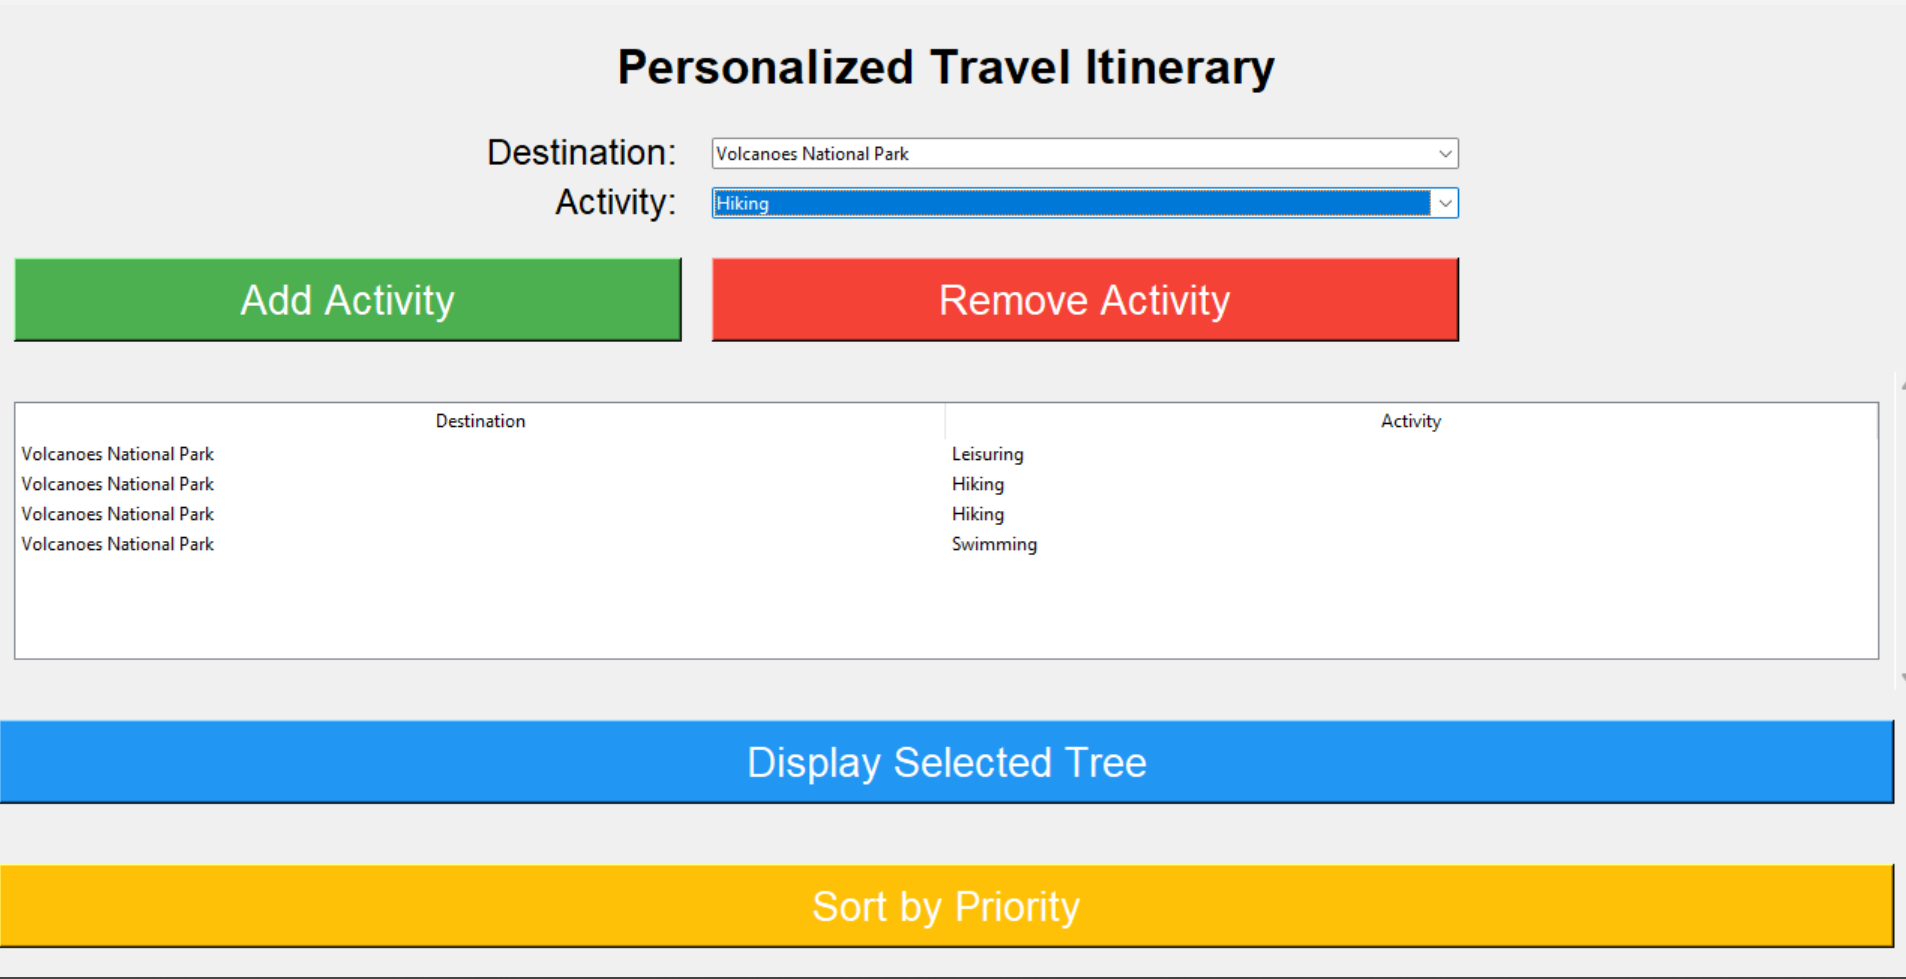 Personalized Travel Itinerary
Destination: Volcanoes National Park
Activity: Hiking
Add Activity Remove Activity
Destination Activity
Volcanoes National Park Leisuring
Volcanoes National Park Hiking
Volcanoes National Park Hiking
Volcanoes National Park Swimming
Display Selected Tree
Sort by Priority